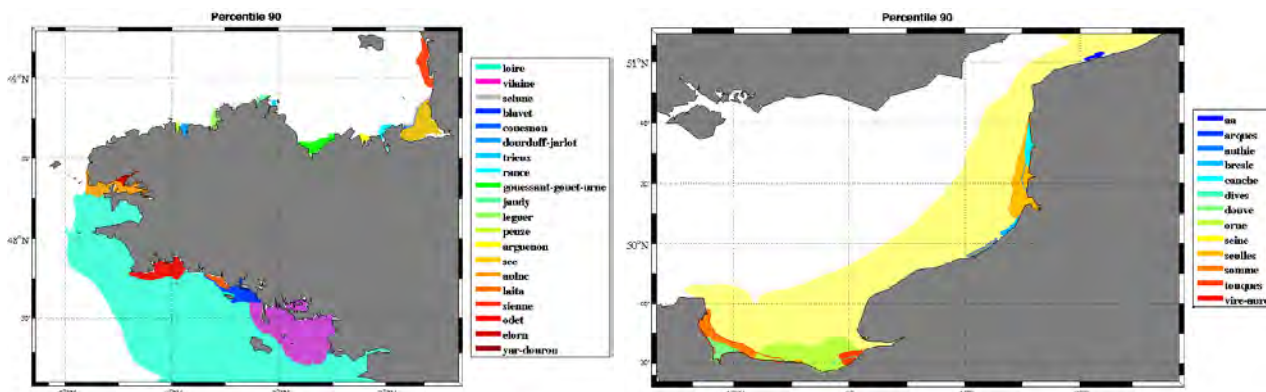 Percentile 90
loire
vilaine
selune
blavet
couesnon
dourduff-jarlot
trieux
rance
gouessant-gouet-urne
jaudy
leguer
penze
arguenon
see
aulne
laita
sienne
odet
elorn
yar-douron
Percentile 90
51°N
40'
50°N
30'
aa
arques
authie
bresle
canche
dives
douve
orne
seine
seulles
somme
touques
vire-aure